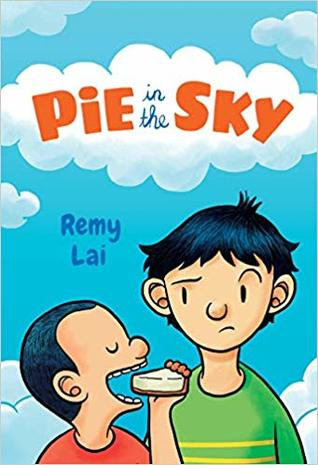 PiE in the SKY
Remy
Lai